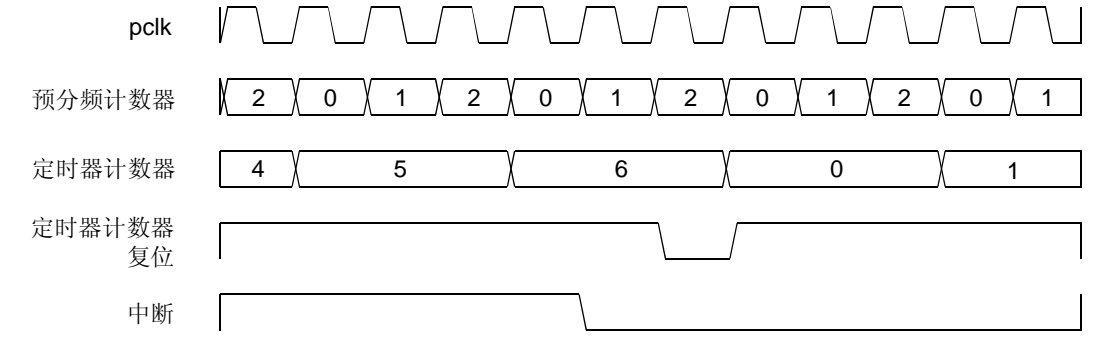 pclk
预分频计数器
2 0 1 2 0 1 2 0 1 2 0 1
定时器计数器
4 5 6 0 1
定时器计数器
复位
中断